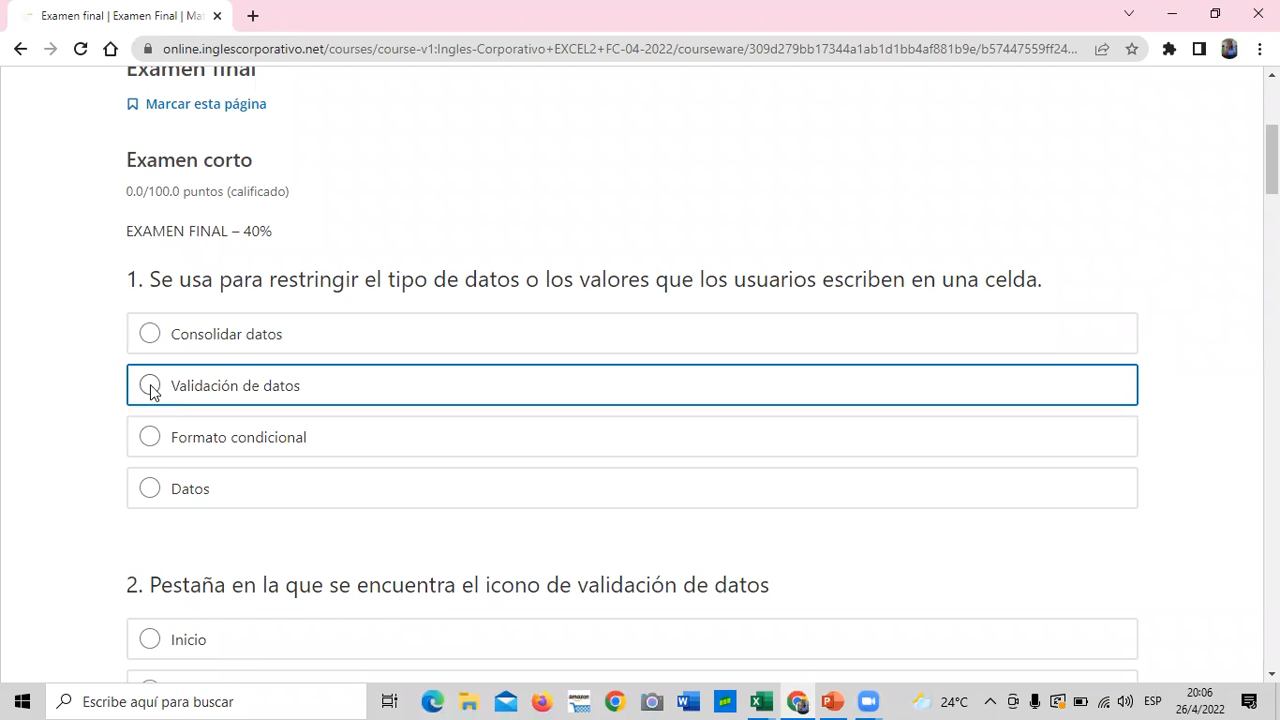 Examen final | Examen Final | Ma
online.inglescorporativo.net/courses/course-v1:Ingles-Corporativo+EXCEL2+FC-04-2022/courseware/309d279bb17344a1ab1d1bb4af881b9e/b57447559ff24...
Examen final
Marcar esta página
Examen corto
0.0/100.0 puntos (calificado)
EXAMEN FINAL – 40%
1. Se usa para restringir el tipo de datos o los valores que los usuarios escriben en una celda.
Consolidar datos
Validación de datos
Formato condicional
Datos
2. Pestaña en la que se encuentra el icono de validación de datos
Inicio
Escribe aquí para buscar
amazon
24°C
ESP
20:06
26/4/2022